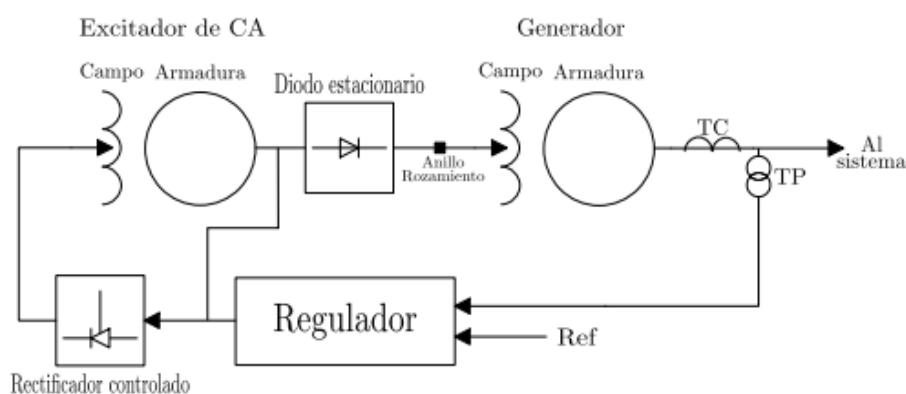 Excitador de CA
Generador
Campo
Armadura
Diodo estacionario
Campo
Armadura
TC
Anillo
Rozamiento
Al
sistema
TP
Regulador
Ref
Rectificador controlado